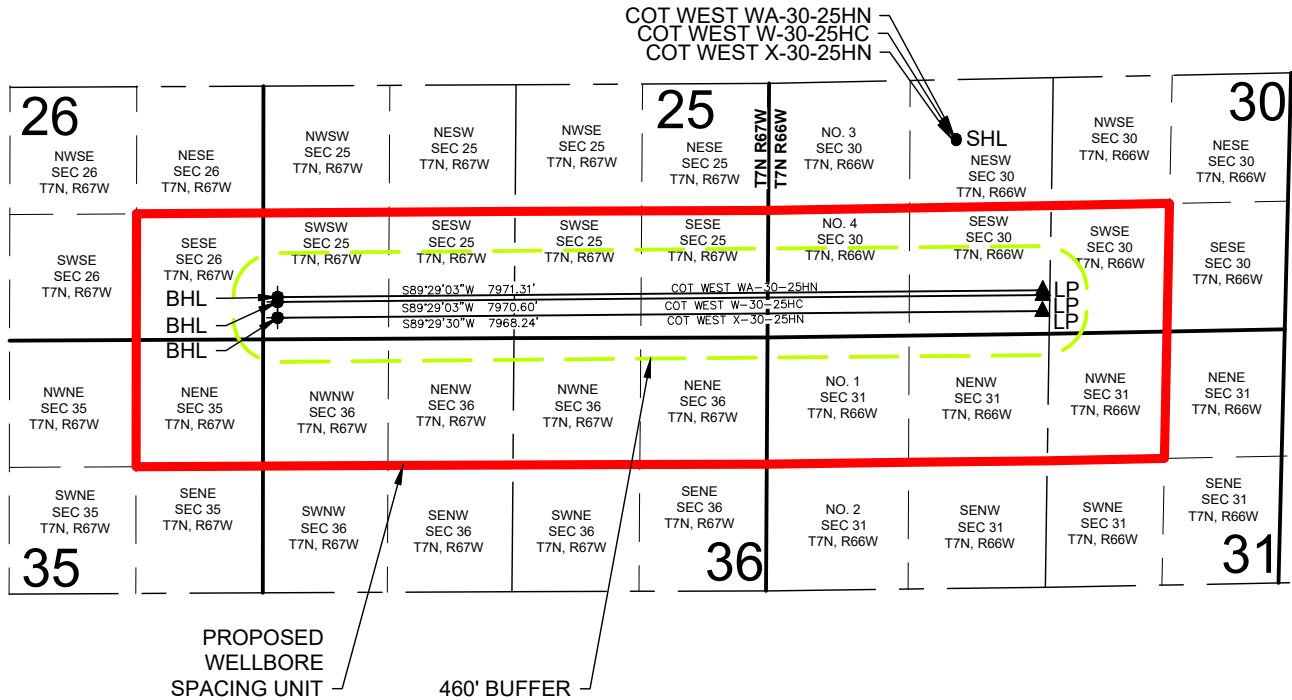 COT WEST WA-30-25HN
COT WEST W-30-25HC
COT WEST X-30-25HN
26
25
30
T7N R67W
T7N R66W
NWSE
SEC 26
T7N, R67W
NESE
SEC 26
T7N, R67W
NWSW
SEC 25
T7N, R67W
NESW
SEC 25
T7N, R67W
NWSE
SEC 25
T7N, R67W
NESE
SEC 25
T7N, R67W
NO. 3
SEC 30
T7N, R66W
SHL
NESW
SEC 30
T7N, R66W
NWSE
SEC 30
T7N, R66W
NESE
SEC 30
T7N, R66W
SWSE
SEC 26
T7N, R67W
SESE
SEC 26
T7N, R67W
SWSW
SEC 25
T7N, R67W
SESW
SEC 25
T7N, R67W
SWSE
SEC 25
T7N, R67W
SESE
SEC 25
T7N, R67W
NO. 4
SEC 30
T7N, R66W
SESW
SEC 30
T7N, R66W
SWSE
SEC 30
T7N, R66W
SESE
SEC 30
T7N, R66W
BHL
S89°29'03"W 7971.31'
COT WEST WA-30-25HN
LP
BHL
S89°29'03"W 7970.60'
COT WEST W-30-25HC
LP
BHL
S89°29'30"W 7968.24'
COT WEST X-30-25HN
LP
NWNE
SEC 35
T7N, R67W
NENE
SEC 35
T7N, R67W
NWNW
SEC 36
T7N, R67W
NENW
SEC 36
T7N, R67W
NWNE
SEC 36
T7N, R67W
NENE
SEC 36
T7N, R67W
NO. 1
SEC 31
T7N, R66W
NENW
SEC 31
T7N, R66W
NWNE
SEC 31
T7N, R66W
NENE
SEC 31
T7N, R66W
SWNE
SEC 35
T7N, R67W
SENE
SEC 35
T7N, R67W
SWNW
SEC 36
T7N, R67W
SENW
SEC 36
T7N, R67W
SWNE
SEC 36
T7N, R67W
SENE
SEC 36
T7N, R67W
NO. 2
SEC 31
T7N, R66W
SENW
SEC 31
T7N, R66W
SWNE
SEC 31
T7N, R66W
SENE
SEC 31
T7N, R66W
35
36
31
PROPOSED
WELLBORE
SPACING UNIT
460' BUFFER